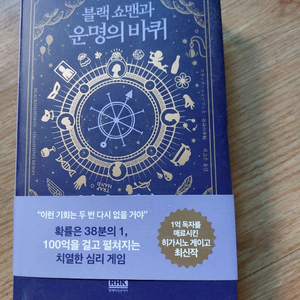 블랙 쇼맨과
운명의 바퀴
"이런 기회는 두 번 다시 없을 거야"
확률은 38분의 1,
100억을 걸고 펼쳐지는
치열한 심리 게임
1억 독자를
매료시킨
히가시노 게이고
최신작
RHK